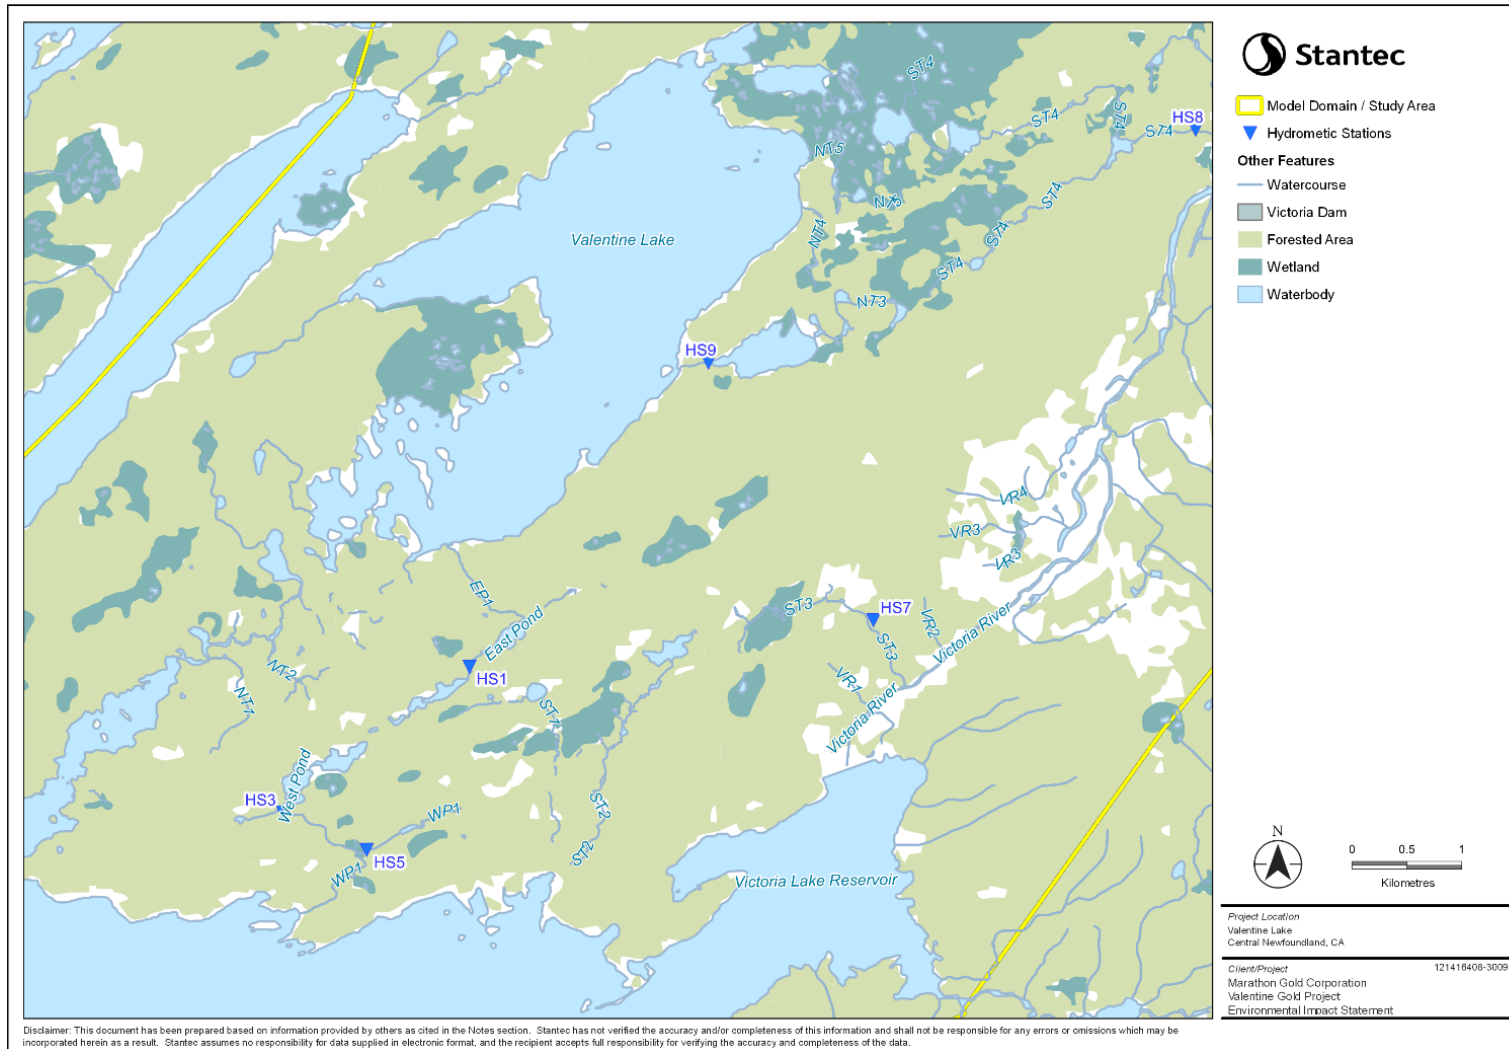 Stantec
Model Domain / Study Area
Hydrometic Stations
Other Features
Watercourse
Victoria Dam
Forested Area
Wetland
Waterbody
ST4
ST4
ST4
ST4
HS8
NT5
NT5
ST4
NT4
ST4
ST4
Valentine Lake
NT3
HS9
VR4
VR3
VR3
EP1
East Pond
ST3
HS7
VR2
ST3
Victoria River
NT2
HS1
NT1
VR1
ST1
Victoria River
West Pond
HS3
WP1
ST2
HS5
ST2
WP1
Victoria Lake Reservoir
N
0 0.5 1
Kilometres
Project Location
Valentine Lake
Central Newfoundland, CA
Client/Project 121416408-3009
Marathon Gold Corporation
Valentine Gold Project
Environmental Impact Statement
Disclaimer: This document has been prepared based on information provided by others as cited in the Notes section. Stantec has not verified the accuracy and/or completeness of this information and shall not be responsible for any errors or omissions which may be
incorporated herein as a result. Stantec assumes no responsibility for data supplied in electronic format, and the recipient accepts full responsibility for verifying the accuracy and completeness of the data.